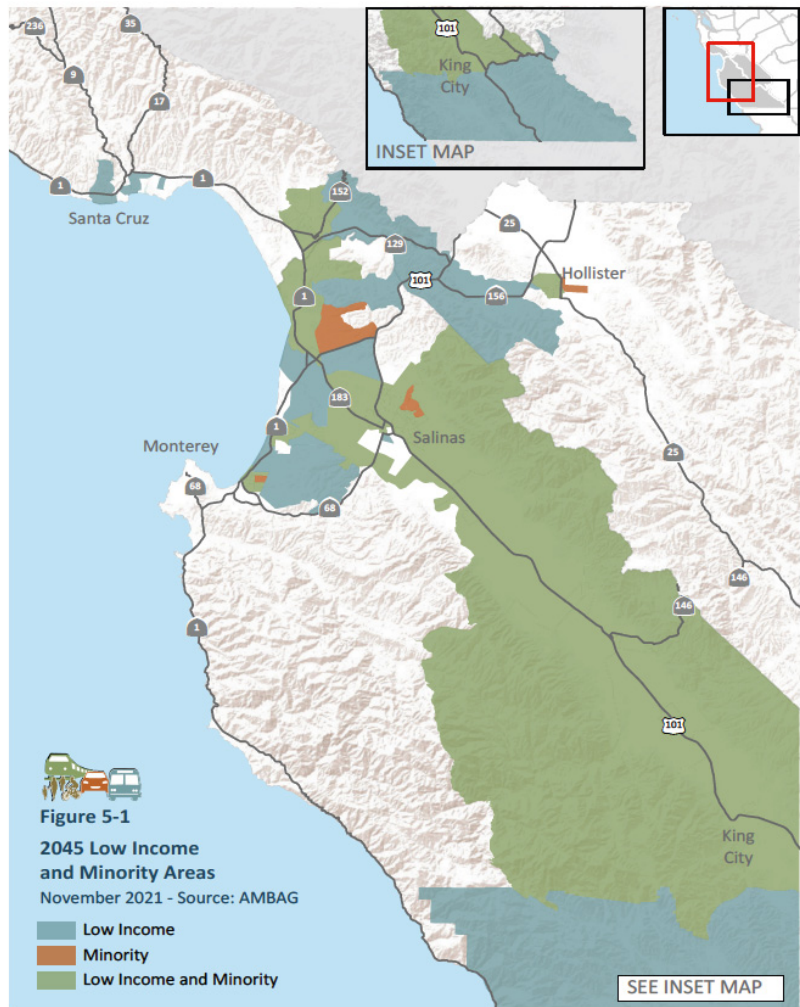 236
35
9
17
1
1
Santa Cruz
101
King
City
INSET MAP
152
129
25
101
Hollister
156
1
183
Salinas
1
Monterey
68
68
25
146
146
1
101
King
City
Figure 5-1
2045 Low Income
and Minority Areas
November 2021 - Source: AMBAG
Low Income
Minority
Low Income and Minority
SEE INSET MAP